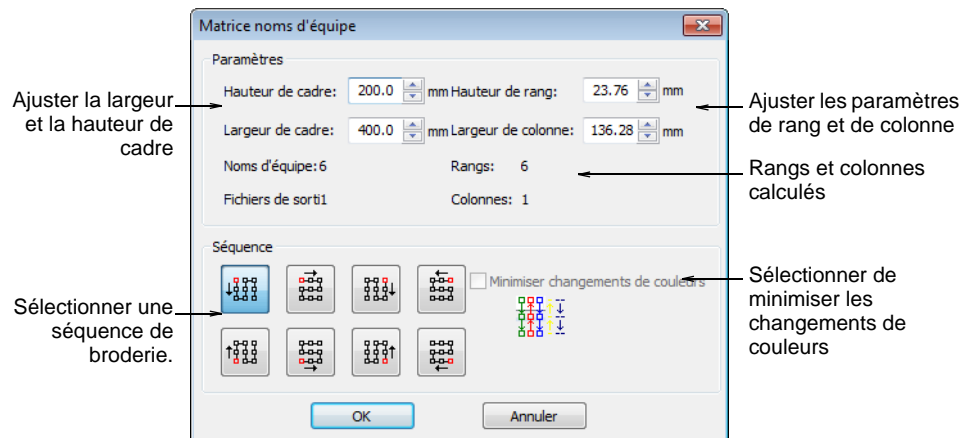 Matrice noms d'équipe
Paramètres
Hauteur de cadre: 200.0 mm Hauteur de rang: 23.76 mm
Largeur de cadre: 400.0 mm Largeur de colonne: 136.28 mm
Noms d'équipe: 6 Rangs: 6
Fichiers de sorti1 Colonnes: 1
Séquence
Minimiser changements de couleurs
OK Annuler
Ajuster la largeur
et la hauteur de
cadre
Sélectionner une
séquence de
broderie.
Ajuster les paramètres
de rang et de colonne
Rangs et colonnes
calculés
Sélectionner de
minimiser les
changements de
couleurs